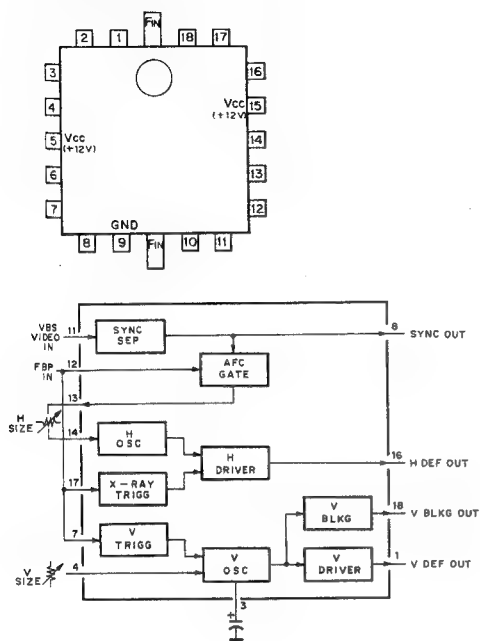 FIN
2 1 18 17
3 16
4 VCC 15
(+12V)
5 VCC 14
(+12V)
6 13
7 12
GND
8 9 10 11
FIN
VBS
VIDEO
IN
11
SYNC
SEP
8
SYNC OUT
FBP
IN
12
AFC
GATE
13
H
SIZE
14
H
OSC
H
DRIVER
16
H DEF OUT
17
X-RAY
TRIGG
V
BLKG
18
V BLKG OUT
7
V
TRIGG
V
SIZE
4
V
OSC
V
DRIVER
1
V DEF OUT
3
+